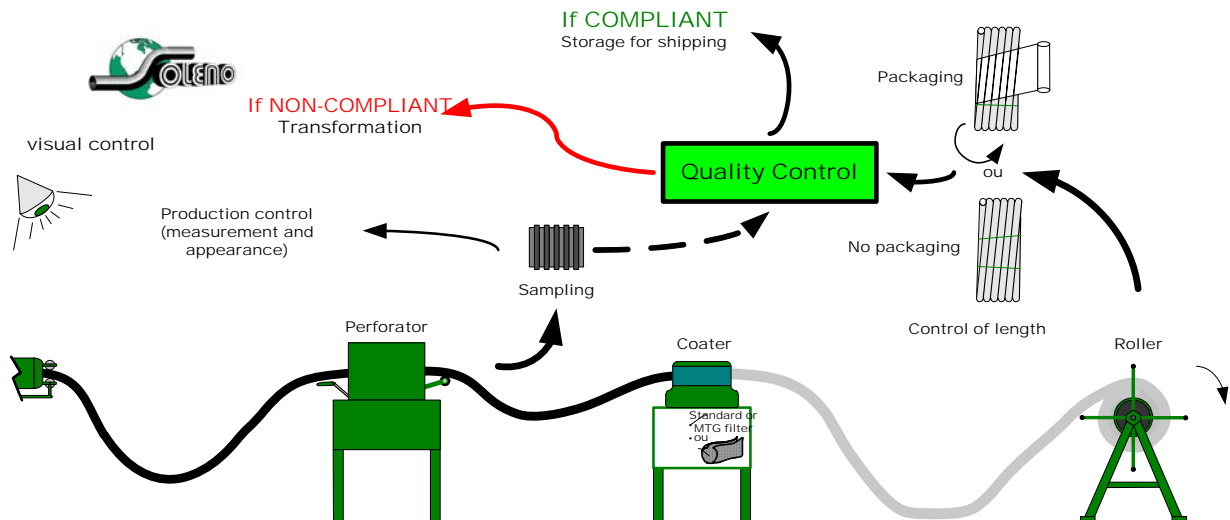 If COMPLIANT
Storage for shipping
SOLENO
Packaging
If NON-COMPLIANT
Transformation
visual control
Quality Control
ou
Production control
(measurement and
appearance)
No packaging
Sampling
Perforator
Control of length
Coater
Roller
Standard or
• MTG filter
• ou